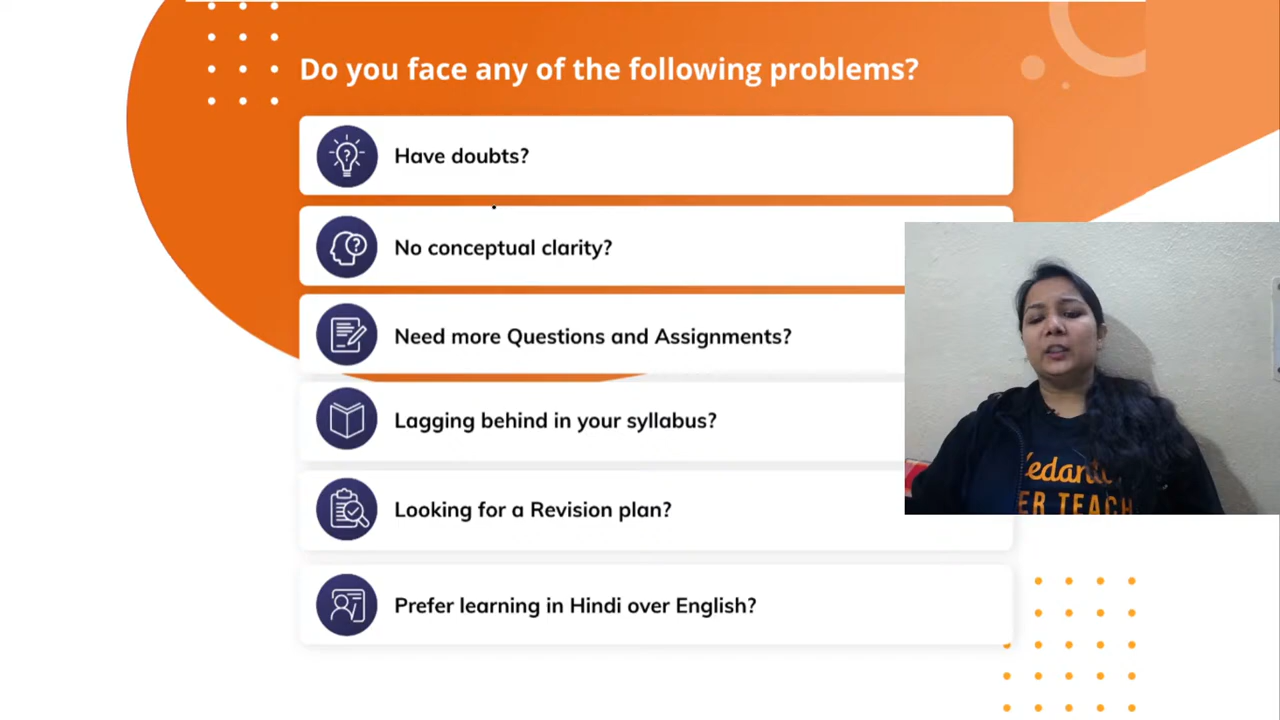 Do you face any of the following problems?
Have doubts?
No conceptual clarity?
Need more Questions and Assignments?
Lagging behind in your syllabus?
Looking for a Revision plan?
Prefer learning in Hindi over English?